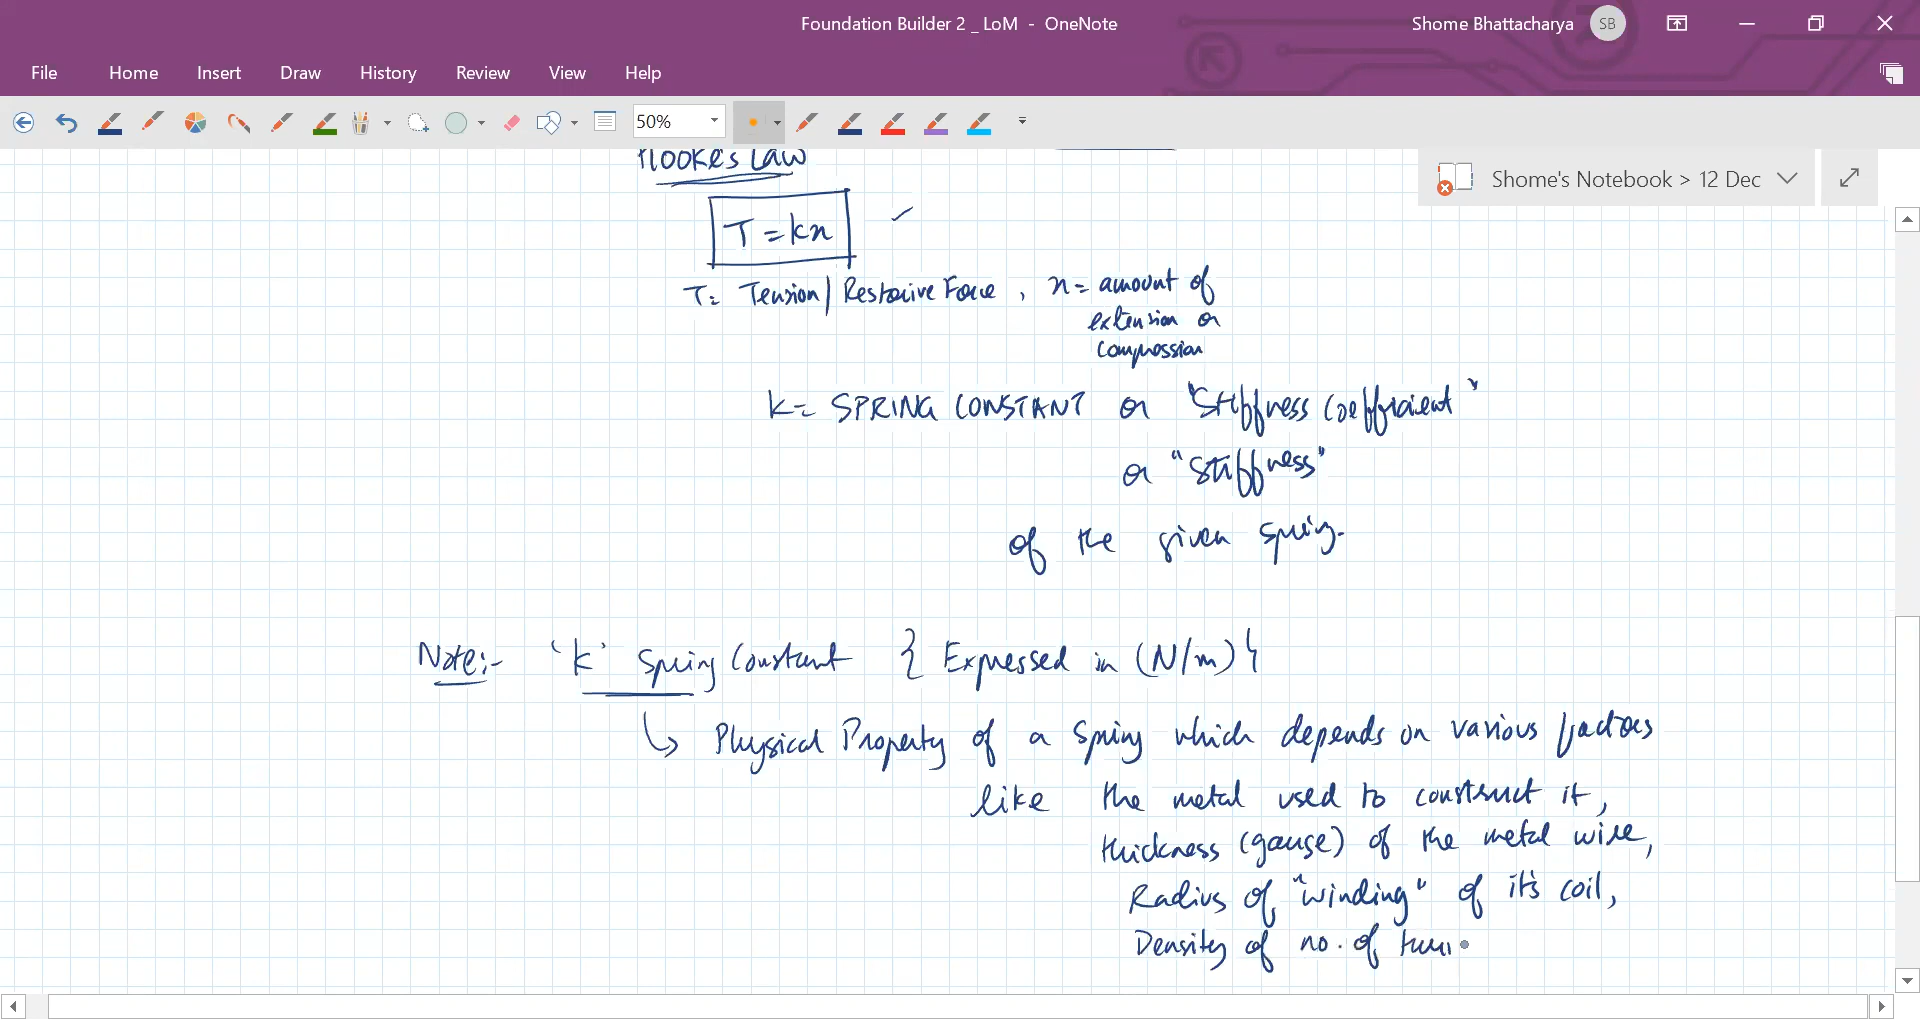 Foundation Builder 2 _ LoM - OneNote
Shome Bhattacharya SB
File Home Insert Draw History Review View Help
50%
Shome's Notebook > 12 Dec
Hooke's Law
T = kx
T = Tension / Restorive Force , x = amount of
extension or
compression
k = SPRING CONSTANT or "Stiffness Coefficient"
or "Stiffness"
of the given spring.
Note:- 'k' Spring Constant { Expressed in (N/m) }
↳ Physical Property of a Spring which depends on various factors
like the metal used to construct it,
thickness (gauge) of the metal wire,
Radius of "winding" of it's coil,
Density of no. of turn